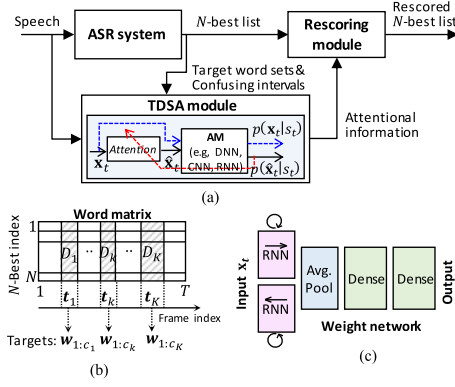 Speech
ASR system
N-best list
Rescoring
module
Rescored
N-best list
Target word sets&
Confusing intervals
TDSA module
Attentional
information
x_t
Attention
x̂_t
AM
(e.g, DNN,
CNN, RNN)
p(x_t|s_t)
p(x̂_t|s_t)
(a)
Word matrix
N-Best index
1
N
D_1 ·· D_k ·· D_K
1
T
t_1 t_k t_K
Frame index
Targets: w_{1:c_1} w_{1:c_k} w_{1:c_K}
(b)
Input x_t
RNN
RNN
Avg.
Pool
Dense
Dense
Output
Weight network
(c)